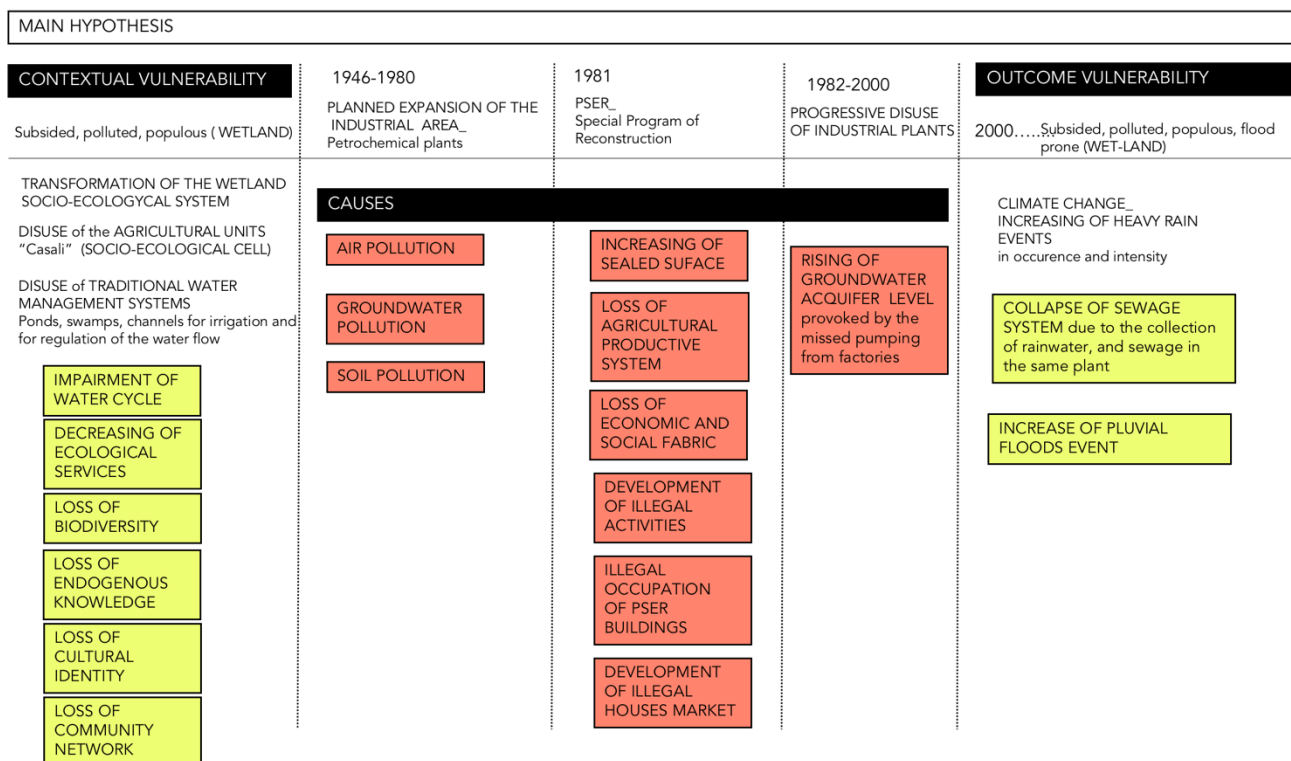 MAIN HYPOTHESIS
CONTEXTUAL VULNERABILITY
Subsided, polluted, populous ( WETLAND)
TRANSFORMATION OF THE WETLAND
SOCIO-ECOLOGYCAL SYSTEM
DISUSE of the AGRICULTURAL UNITS
“Casali” (SOCIO-ECOLOGICAL CELL)
DISUSE of TRADITIONAL WATER
MANAGEMENT SYSTEMS
Ponds, swamps, channels for irrigation and
for regulation of the water flow
IMPAIRMENT OF
WATER CYCLE
DECREASING OF
ECOLOGICAL
SERVICES
LOSS OF
BIODIVERSITY
LOSS OF
ENDOGENOUS
KNOWLEDGE
LOSS OF
CULTURAL
IDENTITY
LOSS OF
COMMUNITY
NETWORK
1946-1980
PLANNED EXPANSION OF THE
INDUSTRIAL AREA_
Petrochemical plants
1981
PSER_
Special Program of
Reconstruction
1982-2000
PROGRESSIVE DISUSE
OF INDUSTRIAL PLANTS
CAUSES
AIR POLLUTION
GROUNDWATER
POLLUTION
SOIL POLLUTION
INCREASING OF
SEALED SUFACE
LOSS OF
AGRICULTURAL
PRODUCTIVE
SYSTEM
LOSS OF
ECONOMIC AND
SOCIAL FABRIC
DEVELOPMENT
OF ILLEGAL
ACTIVITIES
ILLEGAL
OCCUPATION
OF PSER
BUILDINGS
DEVELOPMENT
OF ILLEGAL
HOUSES MARKET
RISING OF
GROUNDWATER
ACQUIFER LEVEL
provoked by the
missed pumping
from factories
OUTCOME VULNERABILITY
2000........Subsided, polluted, populous, flood
prone (WET-LAND)
CLIMATE CHANGE_
INCREASING OF HEAVY RAIN
EVENTS
in occurence and intensity
COLLAPSE OF SEWAGE
SYSTEM due to the collection
of rainwater, and sewage in
the same plant
INCREASE OF PLUVIAL
FLOODS EVENT